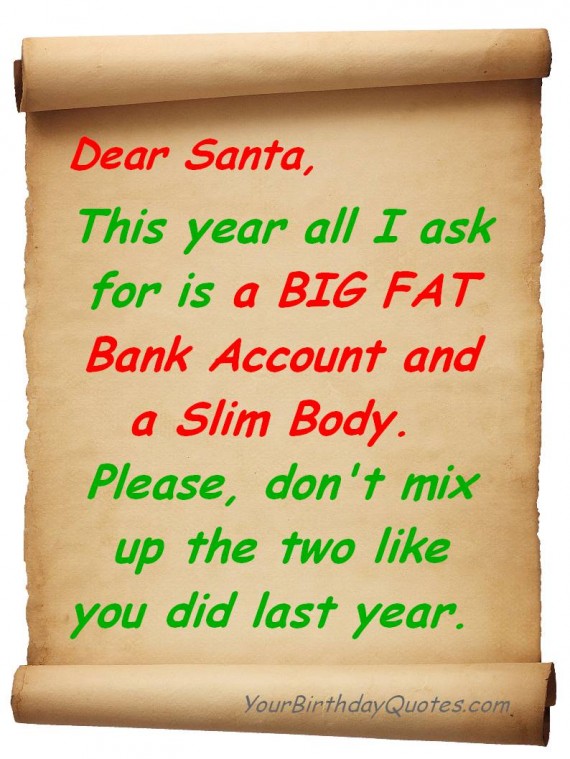 Dear Santa,
This year all I ask
for is a BIG FAT
Bank Account and
a Slim Body.
Please, don't mix
up the two like
you did last year.
YourBirthdayQuotes.com